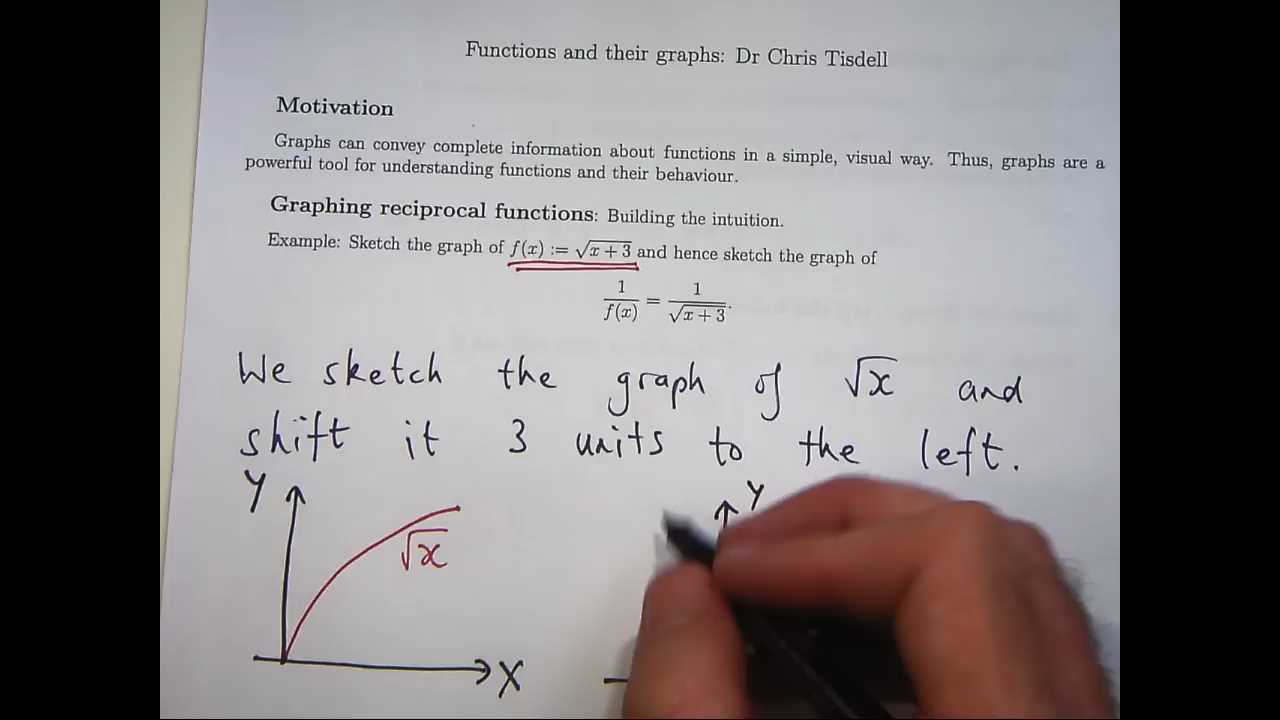 Functions and their graphs: Dr Chris Tisdell
Motivation
Graphs can convey complete information about functions in a simple, visual way. Thus, graphs are a
powerful tool for understanding functions and their behaviour.
Graphing reciprocal functions: Building the intuition.
Example: Sketch the graph of f(x) := √(x + 3) and hence sketch the graph of
1/f(x) = 1/√(x + 3).
We sketch the graph of √x and
shift it 3 units to the left.
Y
√x
X
Y